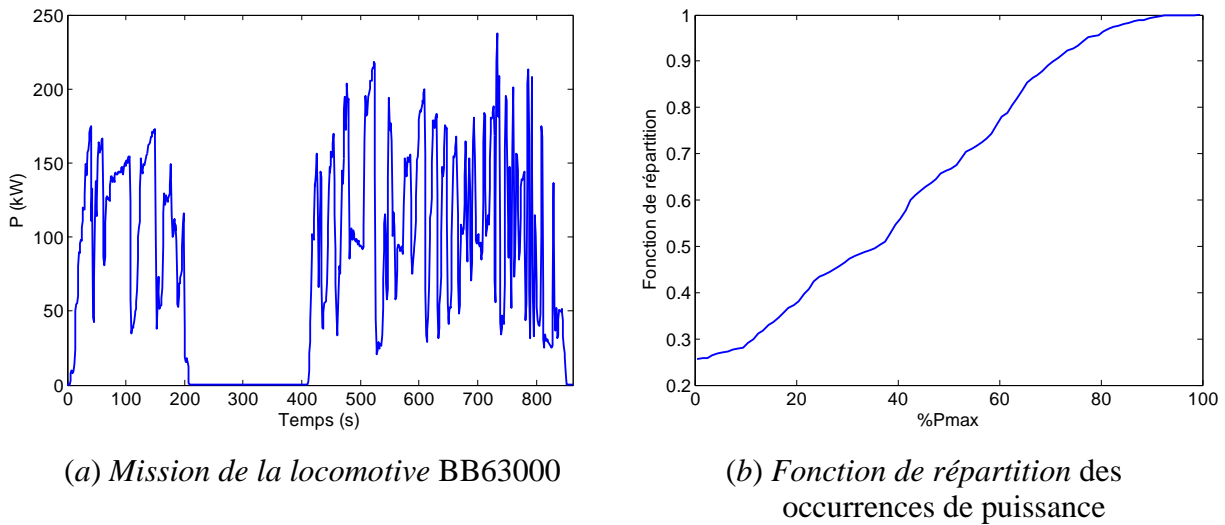 250
200
150
100
50
0
P (kW)
0 100 200 300 400 500 600 700 800
Temps (s)
(a) Mission de la locomotive BB63000
1
0.9
0.8
0.7
0.6
0.5
0.4
0.3
0.2
Fonction de répartition
0 20 40 60 80 100
%Pmax
(b) Fonction de répartition des
occurrences de puissance